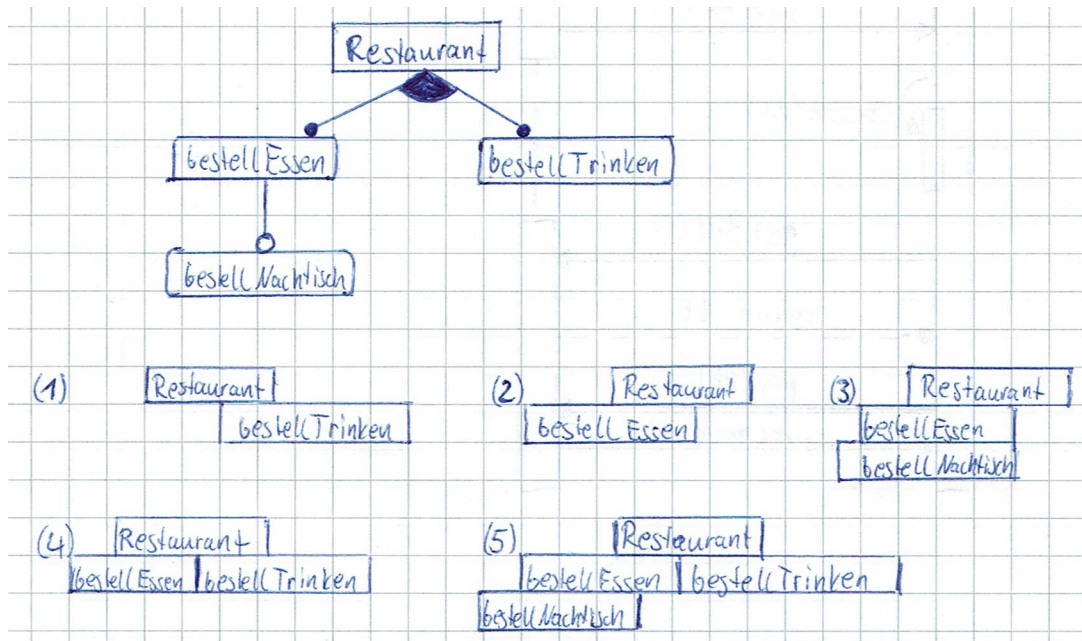 Restaurant
bestellEssen bestellTrinken
bestellNachtisch
(1) Restaurant (2) Restaurant (3) Restaurant
bestellTrinken bestellEssen bestellEssen
bestellNachtisch
(4) Restaurant (5) Restaurant
bestellEssen bestellTrinken bestellEssen bestellTrinken
bestellNachtisch